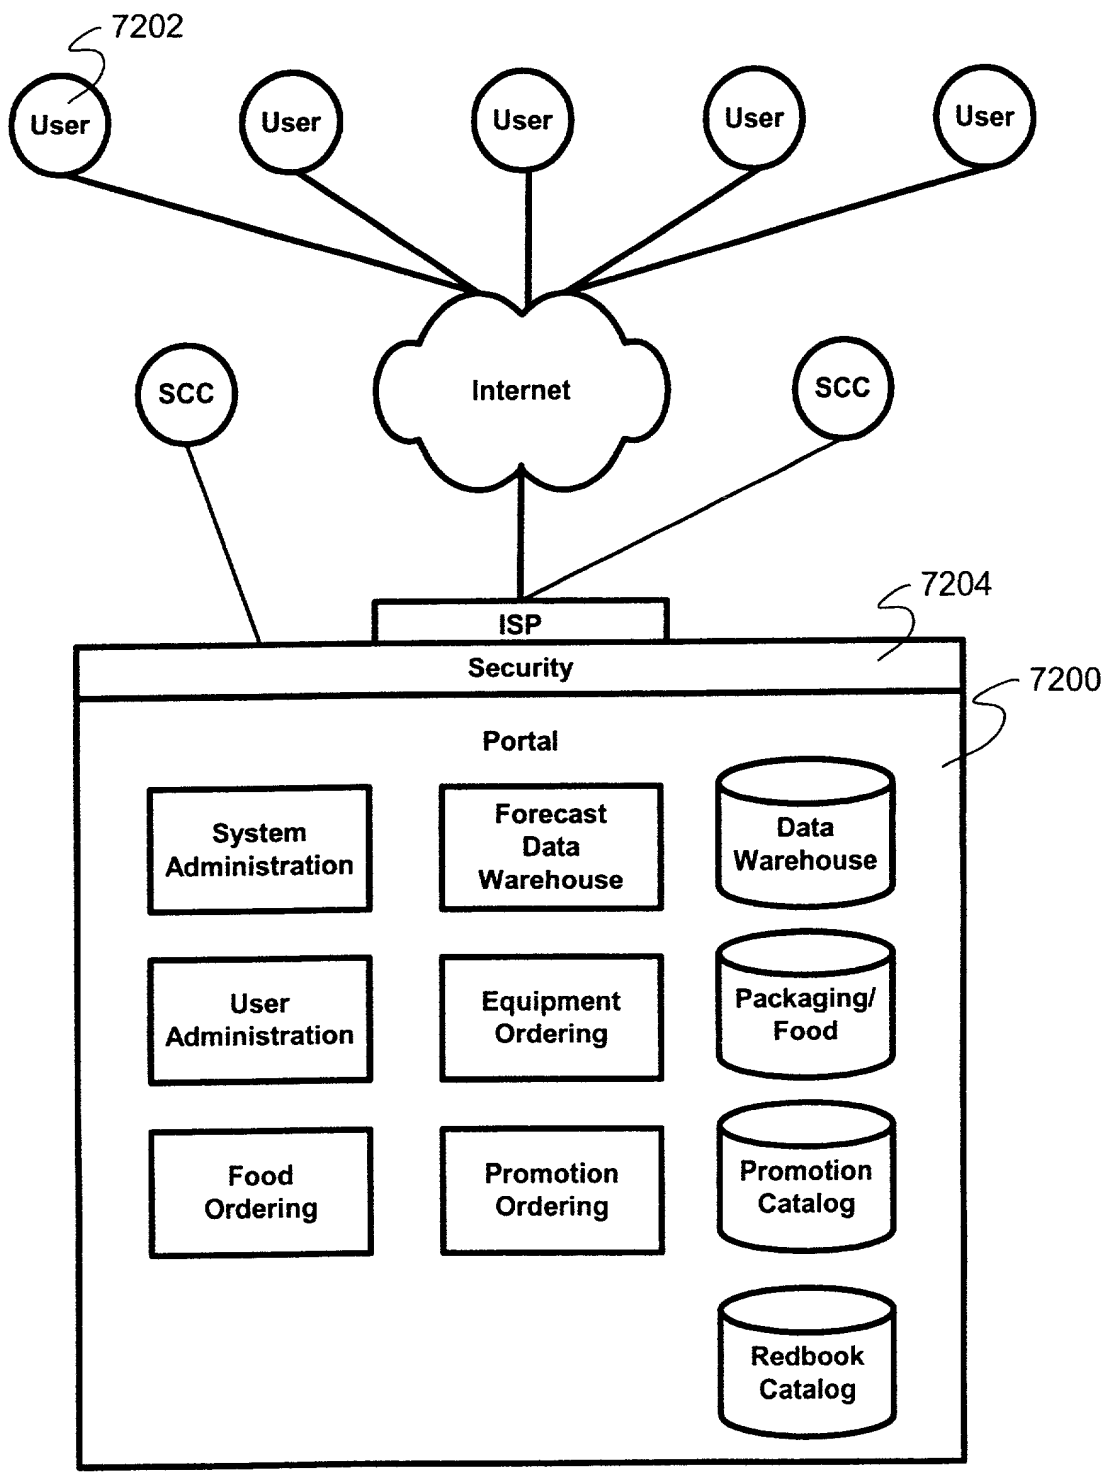 7202
User
User
User
User
User
SCC
Internet
SCC
ISP
7204
Security
7200
Portal
System
Administration
Forecast
Data
Warehouse
Data
Warehouse
User
Administration
Equipment
Ordering
Packaging/
Food
Food
Ordering
Promotion
Ordering
Promotion
Catalog
Redbook
Catalog